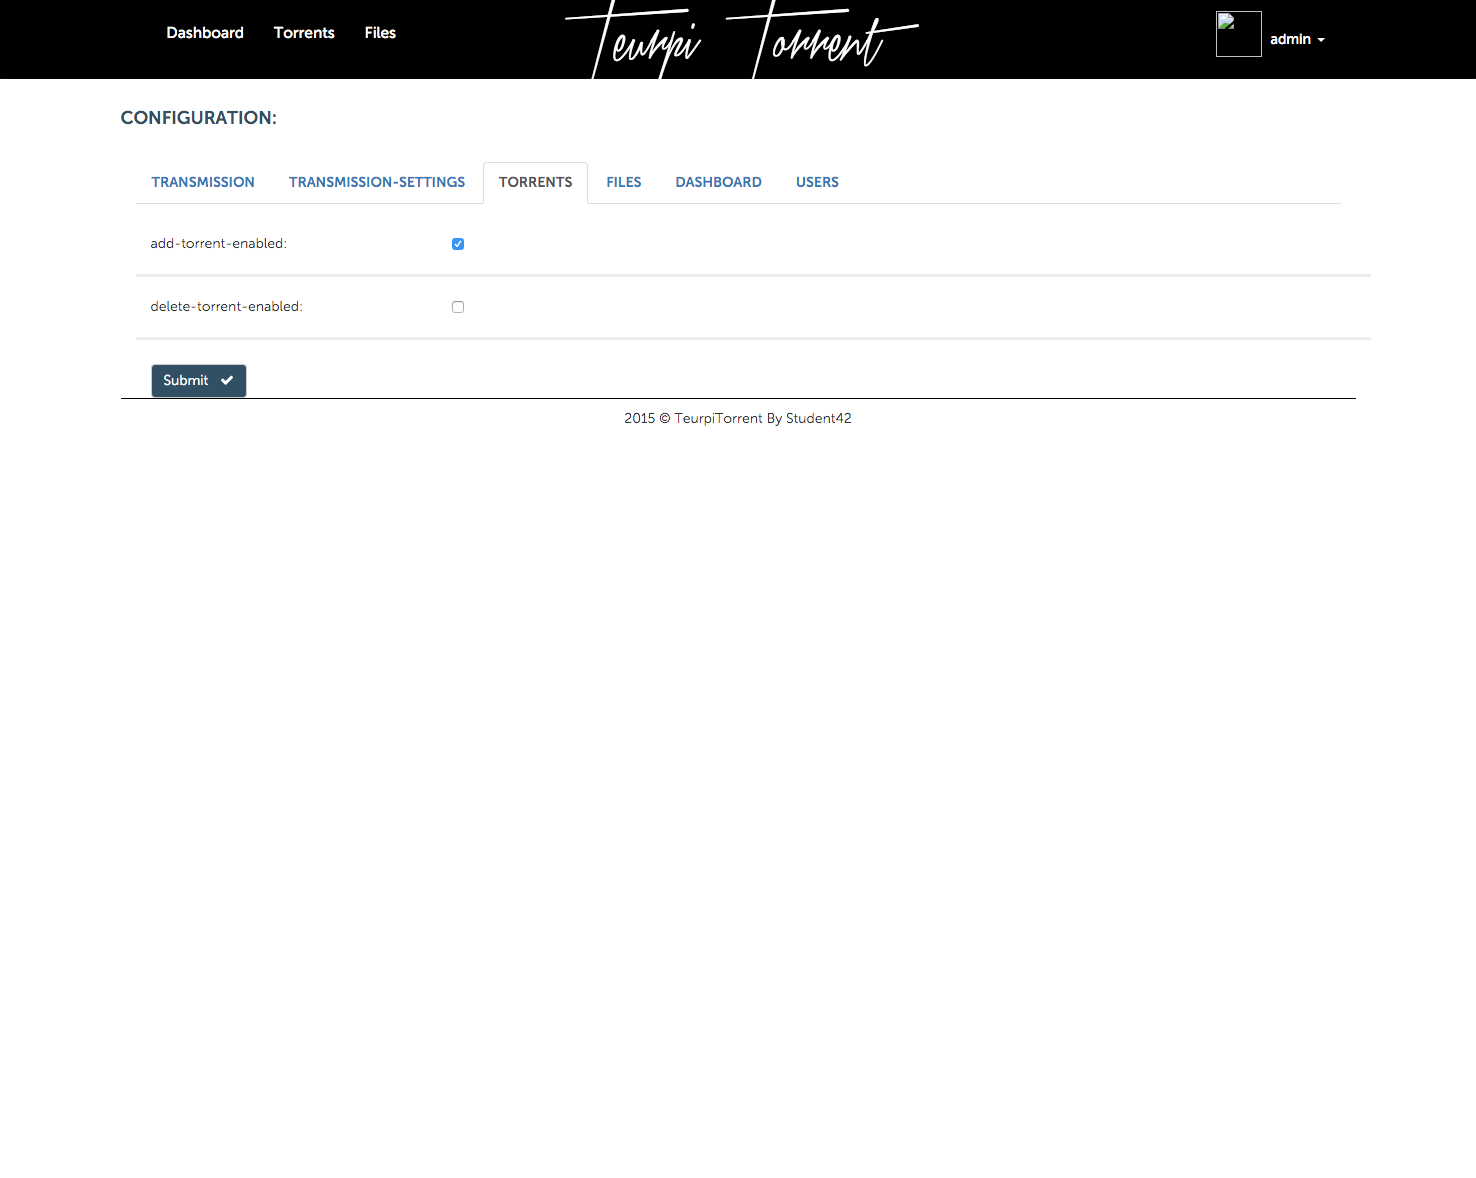 Dashboard Torrents Files
Teurpi Torrent
admin
CONFIGURATION:
TRANSMISSION TRANSMISSION-SETTINGS TORRENTS FILES DASHBOARD USERS
add-torrent-enabled:
delete-torrent-enabled:
Submit
2015 © TeurpiTorrent By Student42